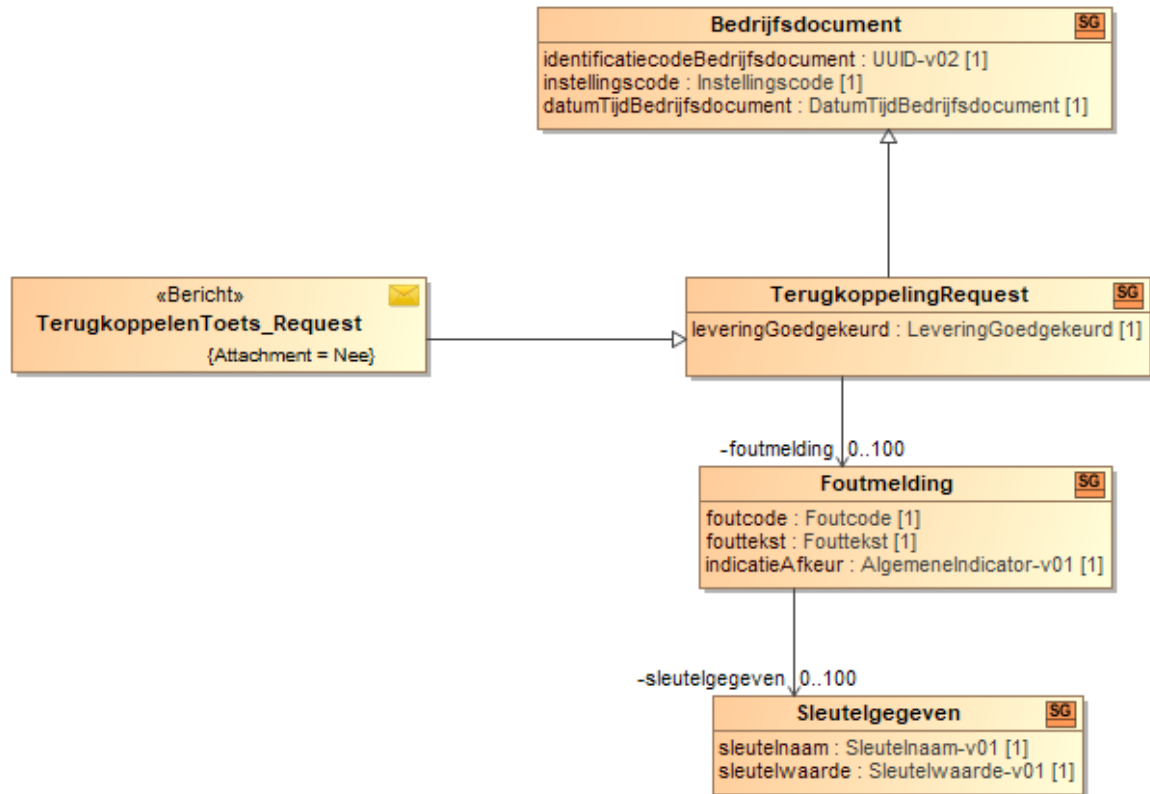 Bedrijfsdocument SG
identificatiecodeBedrijfsdocument : UUID-v02 [1]
instellingscode : Instellingscode [1]
datumTijdBedrijfsdocument : DatumTijdBedrijfsdocument [1]
«Bericht»
TerugkoppelenToets_Request
{Attachment = Nee}
TerugkoppelingRequest SG
leveringGoedgekeurd : LeveringGoedgekeurd [1]
-foutmelding 0..100
Foutmelding SG
foutcode : Foutcode [1]
fouttekst : Fouttekst [1]
indicatieAfkeur : AlgemeneIndicator-v01 [1]
-sleutelgegeven 0..100
Sleutelgegeven SG
sleutelnaam : Sleutelnaam-v01 [1]
sleutelwaarde : Sleutelwaarde-v01 [1]